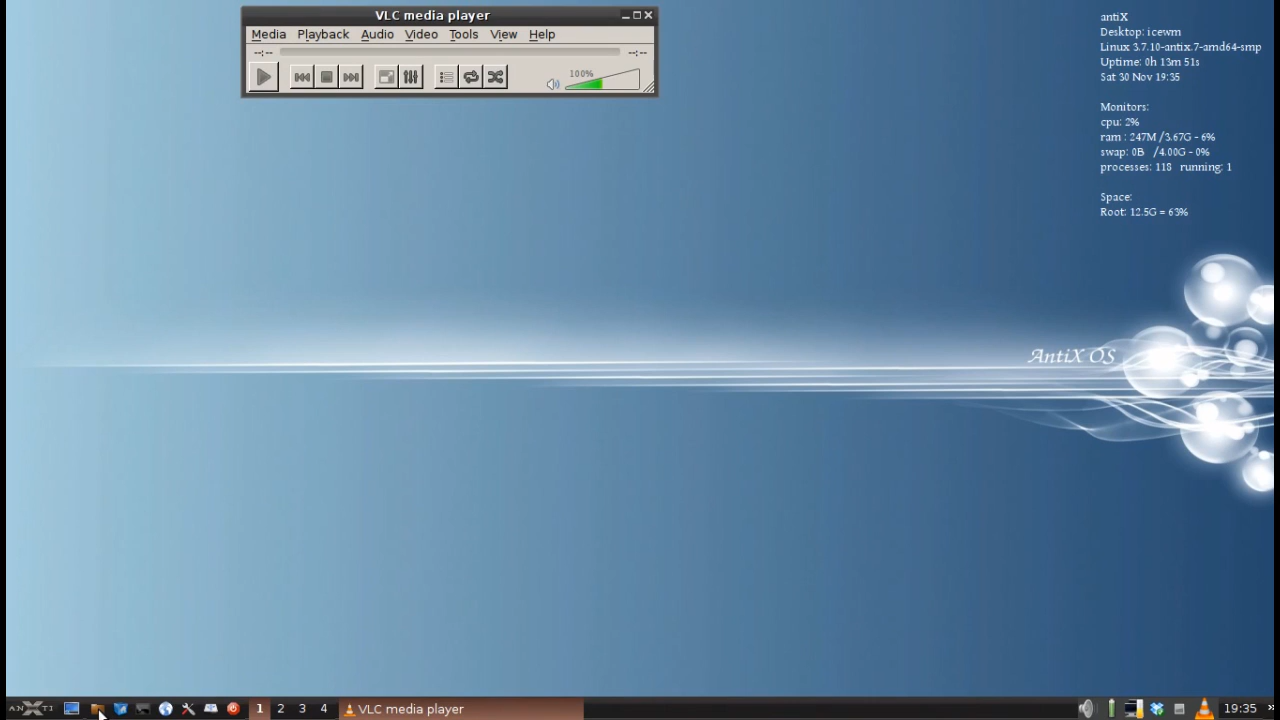 VLC media player
Media Playback Audio Video Tools View Help
--:-- --:--
100%
antiX
Desktop: icewm
Linux 3.7.10-antix.7-amd64-smp
Uptime: 0h 13m 51s
Sat 30 Nov 19:35
Monitors:
cpu: 2%
ram : 247M /3.67G - 6%
swap: 0B /4.00G - 0%
processes: 118 running: 1
Space:
Root: 12.5G = 63%
AntiX OS
ANXTI 1 2 3 4 VLC media player 19:35 »